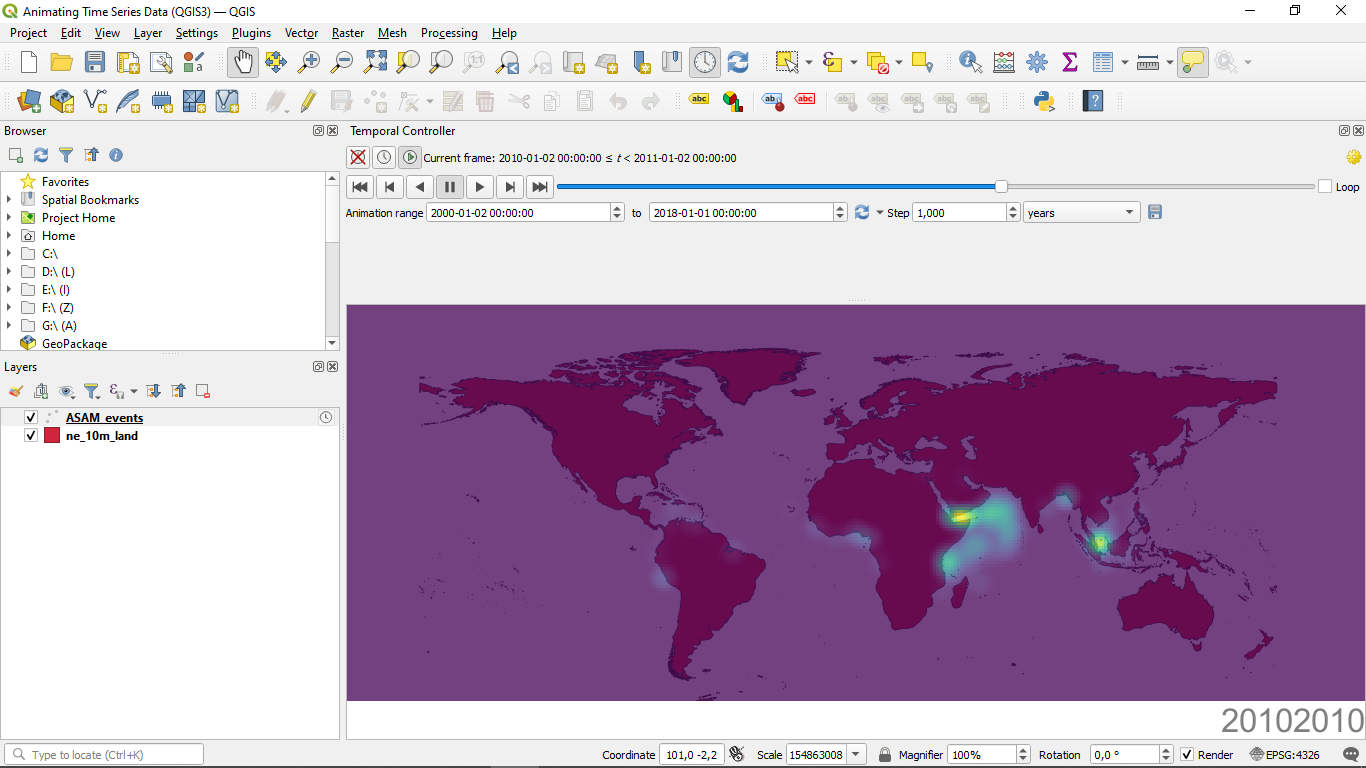 Animating Time Series Data (QGIS3) — QGIS
Project Edit View Layer Settings Plugins Vector Raster Mesh Processing Help
Browser
Temporal Controller
Current frame: 2010-01-02 00:00:00 ≤ t < 2011-01-02 00:00:00
Loop
Animation range 2000-01-02 00:00:00 to 2018-01-01 00:00:00 Step 1,000 years
Favorites
Spatial Bookmarks
Project Home
Home
C:\
D:\ (L)
E:\ (I)
F:\ (Z)
G:\ (A)
GeoPackage
Layers
ASAM_events
ne_10m_land
20102010
Type to locate (Ctrl+K)
Coordinate 101,0 -2,2 Scale 154863008 Magnifier 100% Rotation 0,0 ° Render EPSG:4326